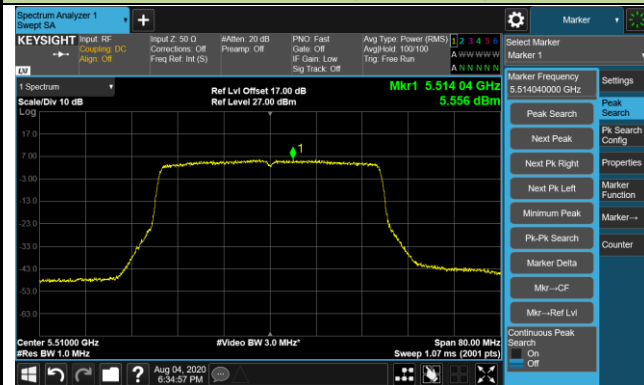 Spectrum Analyzer 1
Swept SA
Marker
KEYSIGHT
Input: RF
Coupling: DC
Align: Off
Input Z: 50 Ω
Corrections: Off
Freq Ref: Int (S)
#Atten: 20 dB
Preamp: Off
PNO: Fast
Gate: Off
IF Gain: Low
Sig Track: Off
Avg Type: Power (RMS)
Avg|Hold: 100/100
Trig: Free Run
1 2 3 4 5 6
A W W W W W
A N N N N N
LXI
Select Marker
Marker 1
1 Spectrum
Scale/Div 10 dB
Log
Ref Lvl Offset 17.00 dB
Ref Level 27.00 dBm
Mkr1 5.514 04 GHz
5.556 dBm
17.0
7.00
-3.00
-13.0
-23.0
-33.0
-43.0
-53.0
-63.0
1
Center 5.51000 GHz
#Res BW 1.0 MHz
#Video BW 3.0 MHz*
Span 80.00 MHz
Sweep 1.07 ms (2001 pts)
Marker Frequency
5.514040000 GHz
Peak Search
Next Peak
Next Pk Right
Next Pk Left
Minimum Peak
Pk-Pk Search
Marker Delta
Mkr→CF
Mkr→Ref Lvl
Continuous Peak
Search
On
Off
Settings
Peak
Search
Pk Search
Config
Properties
Marker
Function
Marker→
Counter
?
Aug 04, 2020
6:34:57 PM